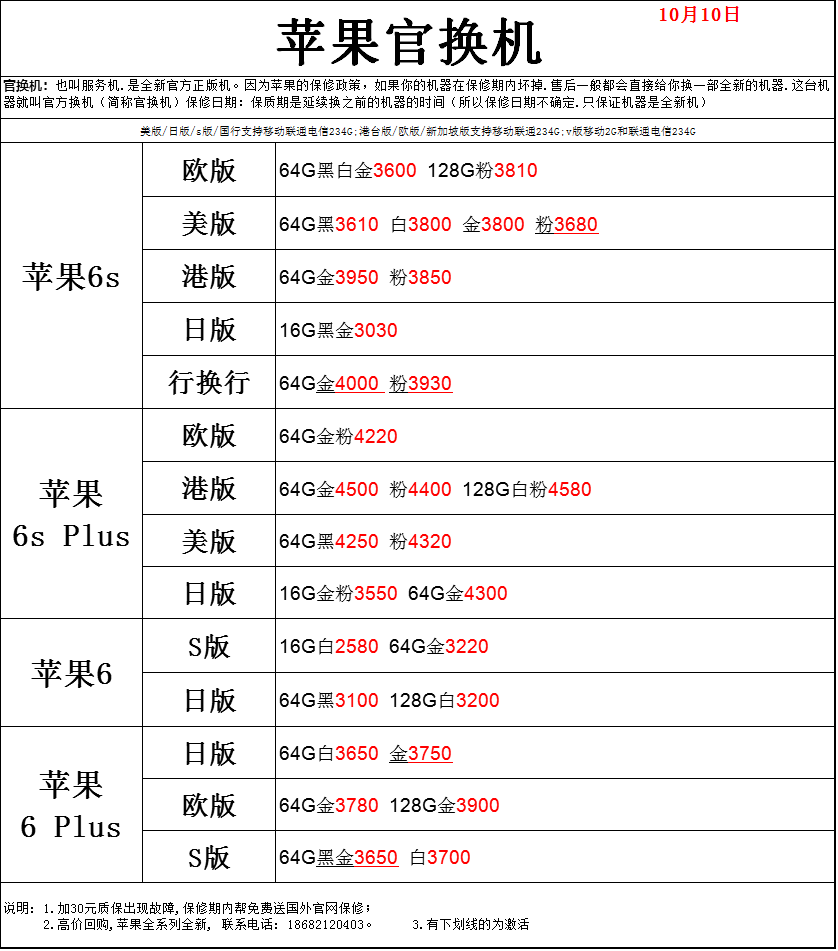 10月10日
苹果官换机
官换机：也叫服务机.是全新官方正版机。因为苹果的保修政策，如果你的机器在保修期内坏掉.售后一般都会直接给你换一部全新的机器.这台机
器就叫官方换机（简称官换机）保修日期：保质期是延续换之前的机器的时间（所以保修日期不确定.只保证机器是全新机）
美版/日版/s版/国行支持移动联通电信234G;港台版/欧版/新加坡版支持移动联通234G;v版移动2G和联通电信234G
苹果6s
欧版 64G黑白金3600 128G粉3810
美版 64G黑3610 白3800 金3800 粉3680
港版 64G金3950 粉3850
日版 16G黑金3030
行换行 64G金4000 粉3930
苹果
6s Plus
欧版 64G金粉4220
港版 64G金4500 粉4400 128G白粉4580
美版 64G黑4250 粉4320
日版 16G金粉3550 64G金4300
苹果6
S版 16G白2580 64G金3220
日版 64G黑3100 128G白3200
苹果
6 Plus
日版 64G白3650 金3750
欧版 64G金3780 128G金3900
S版 64G黑金3650 白3700
说明：1.加30元质保出现故障,保修期内帮免费送国外官网保修；
2.高价回购,苹果全系列全新, 联系电话：18682120403。 3.有下划线的为激活